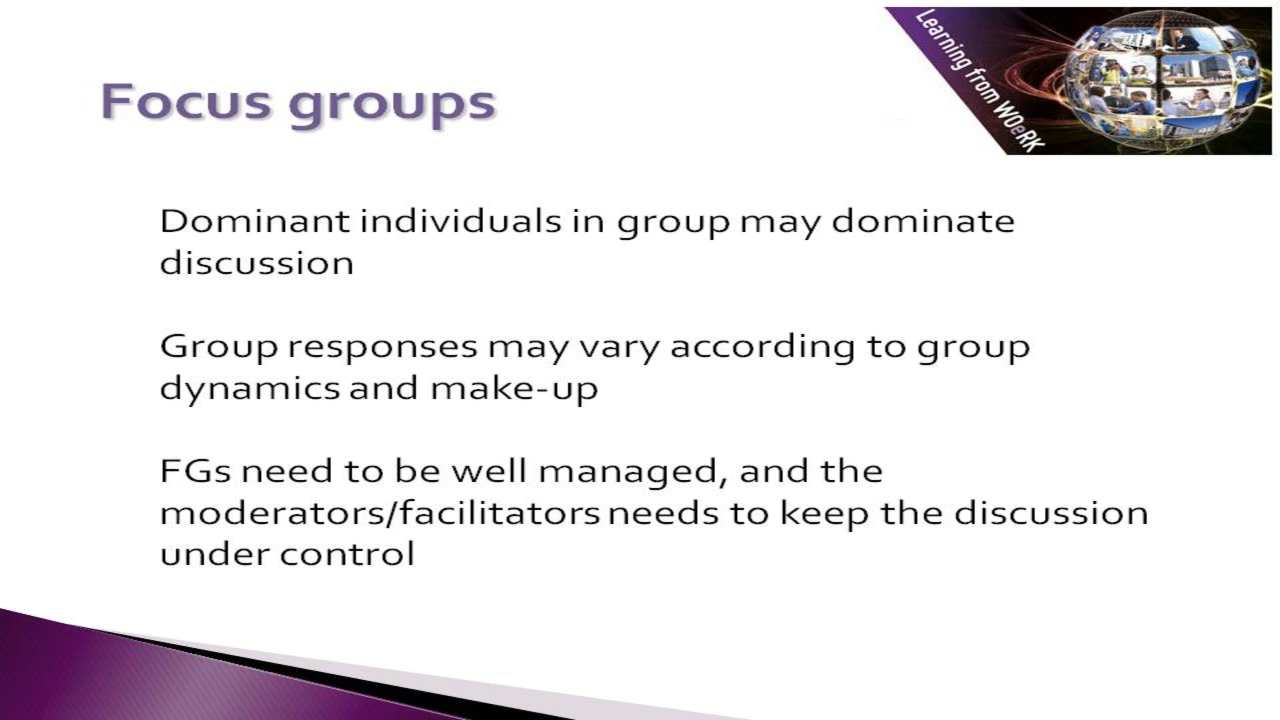 Learning from WOeRK
Focus groups
Dominant individuals in group may dominate
discussion
Group responses may vary according to group
dynamics and make-up
FGs need to be well managed, and the
moderators/facilitators needs to keep the discussion
under control